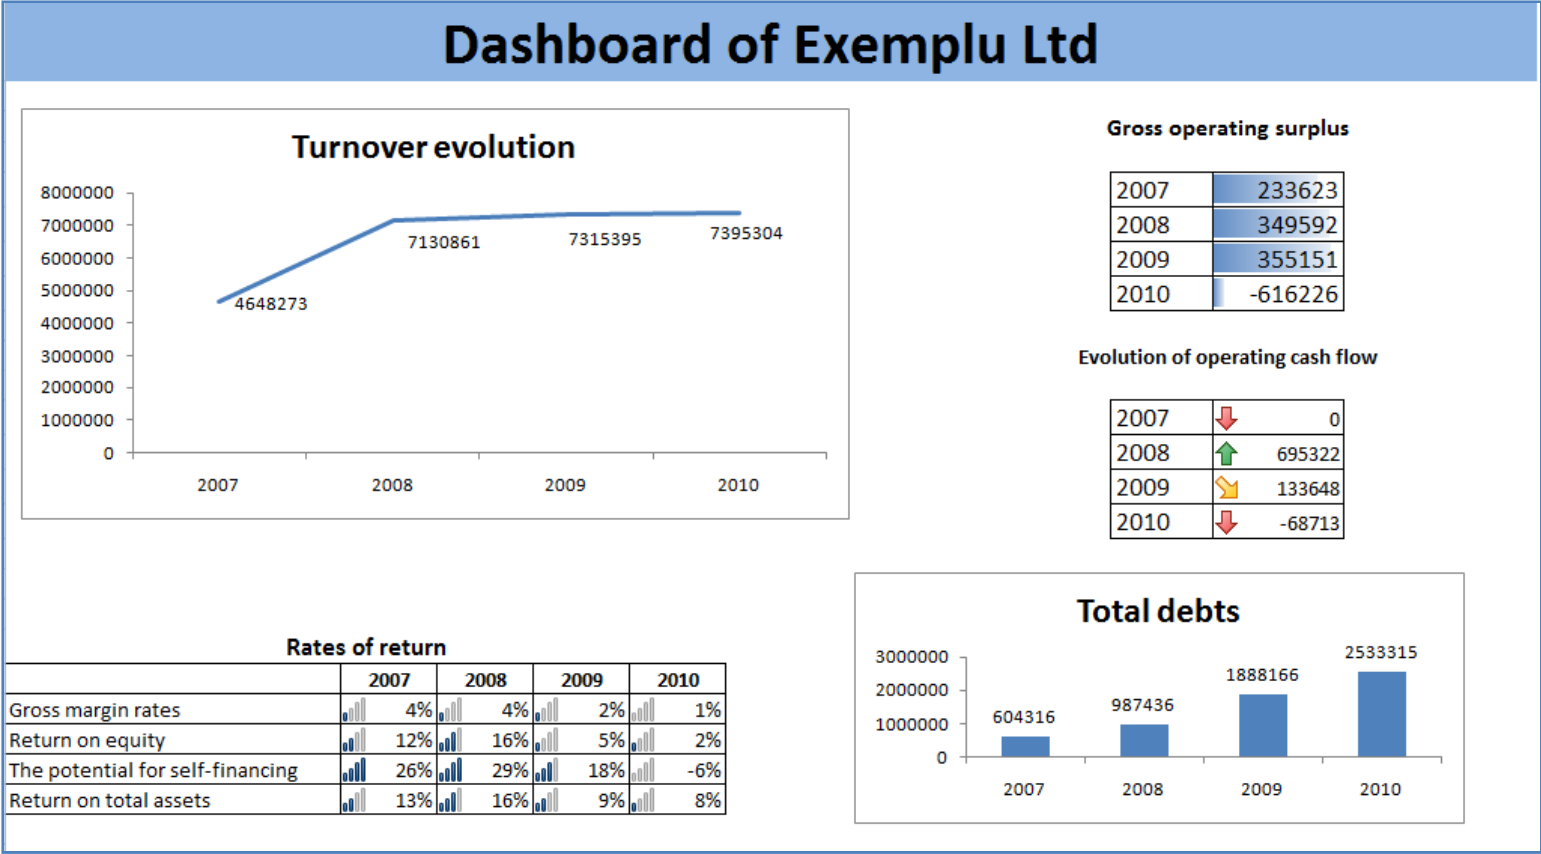 Dashboard of Exemplu Ltd
Turnover evolution
8000000
7000000
6000000
5000000
4000000
3000000
2000000
1000000
0
4648273
7130861
7315395
7395304
2007 2008 2009 2010
Gross operating surplus
2007 233623
2008 349592
2009 355151
2010 -616226
Evolution of operating cash flow
2007 0
2008 695322
2009 133648
2010 -68713
Rates of return
2007 2008 2009 2010
Gross margin rates 4% 4% 2% 1%
Return on equity 12% 16% 5% 2%
The potential for self-financing 26% 29% 18% -6%
Return on total assets 13% 16% 9% 8%
Total debts
3000000
2000000
1000000
0
604316
987436
1888166
2533315
2007 2008 2009 2010